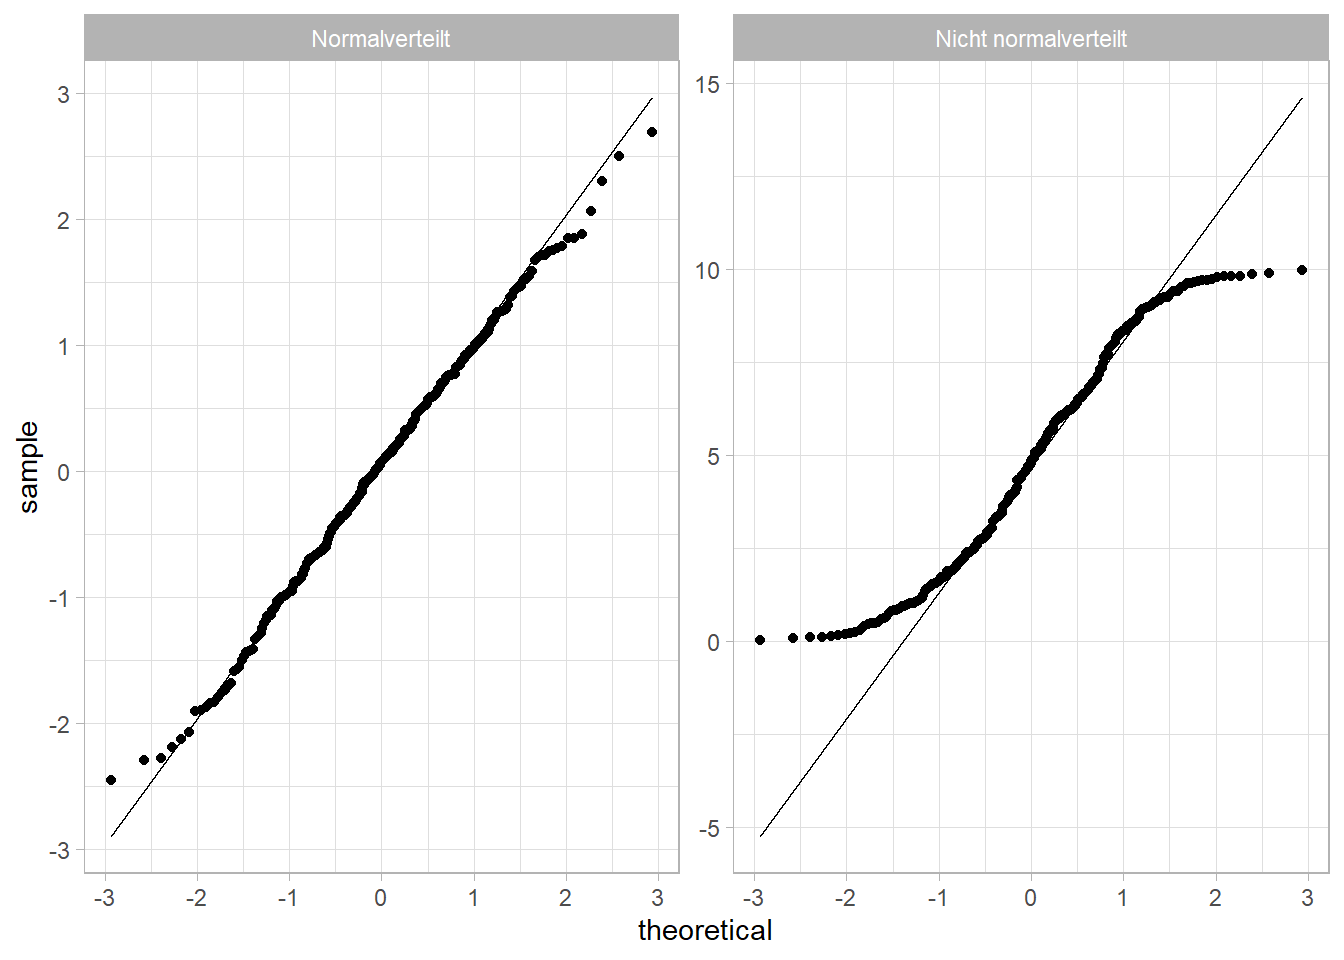 Normalverteilt
Nicht normalverteilt
3
2
1
0
-1
-2
-3
15
10
5
0
-5
-3 -2 -1 0 1 2 3
-3 -2 -1 0 1 2 3
sample
theoretical